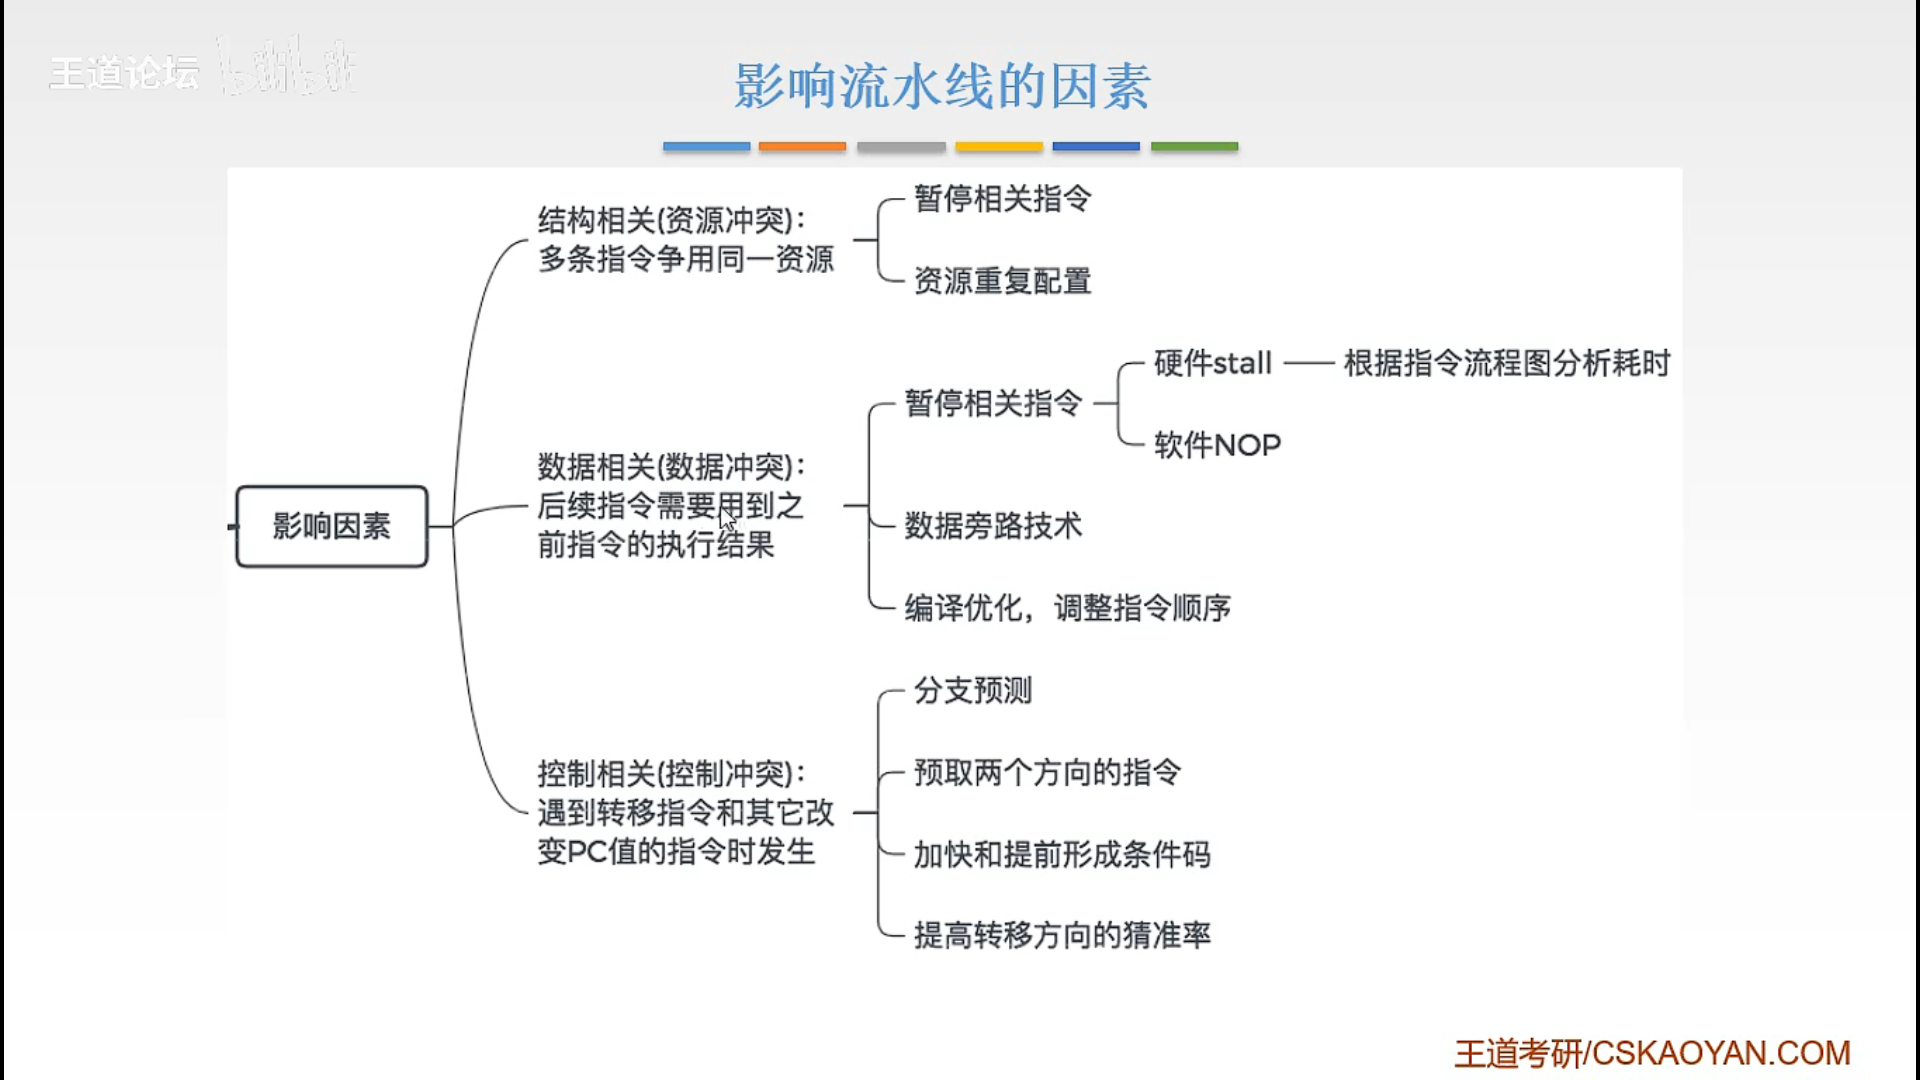 王道论坛 bilibili
影响流水线的因素
影响因素
结构相关(资源冲突)：
多条指令争用同一资源
暂停相关指令
资源重复配置
数据相关(数据冲突)：
后续指令需要用到之
前指令的执行结果
暂停相关指令
硬件stall
根据指令流程图分析耗时
软件NOP
数据旁路技术
编译优化，调整指令顺序
控制相关(控制冲突)：
遇到转移指令和其它改
变PC值的指令时发生
分支预测
预取两个方向的指令
加快和提前形成条件码
提高转移方向的猜准率
王道考研/CSKAOYAN.COM